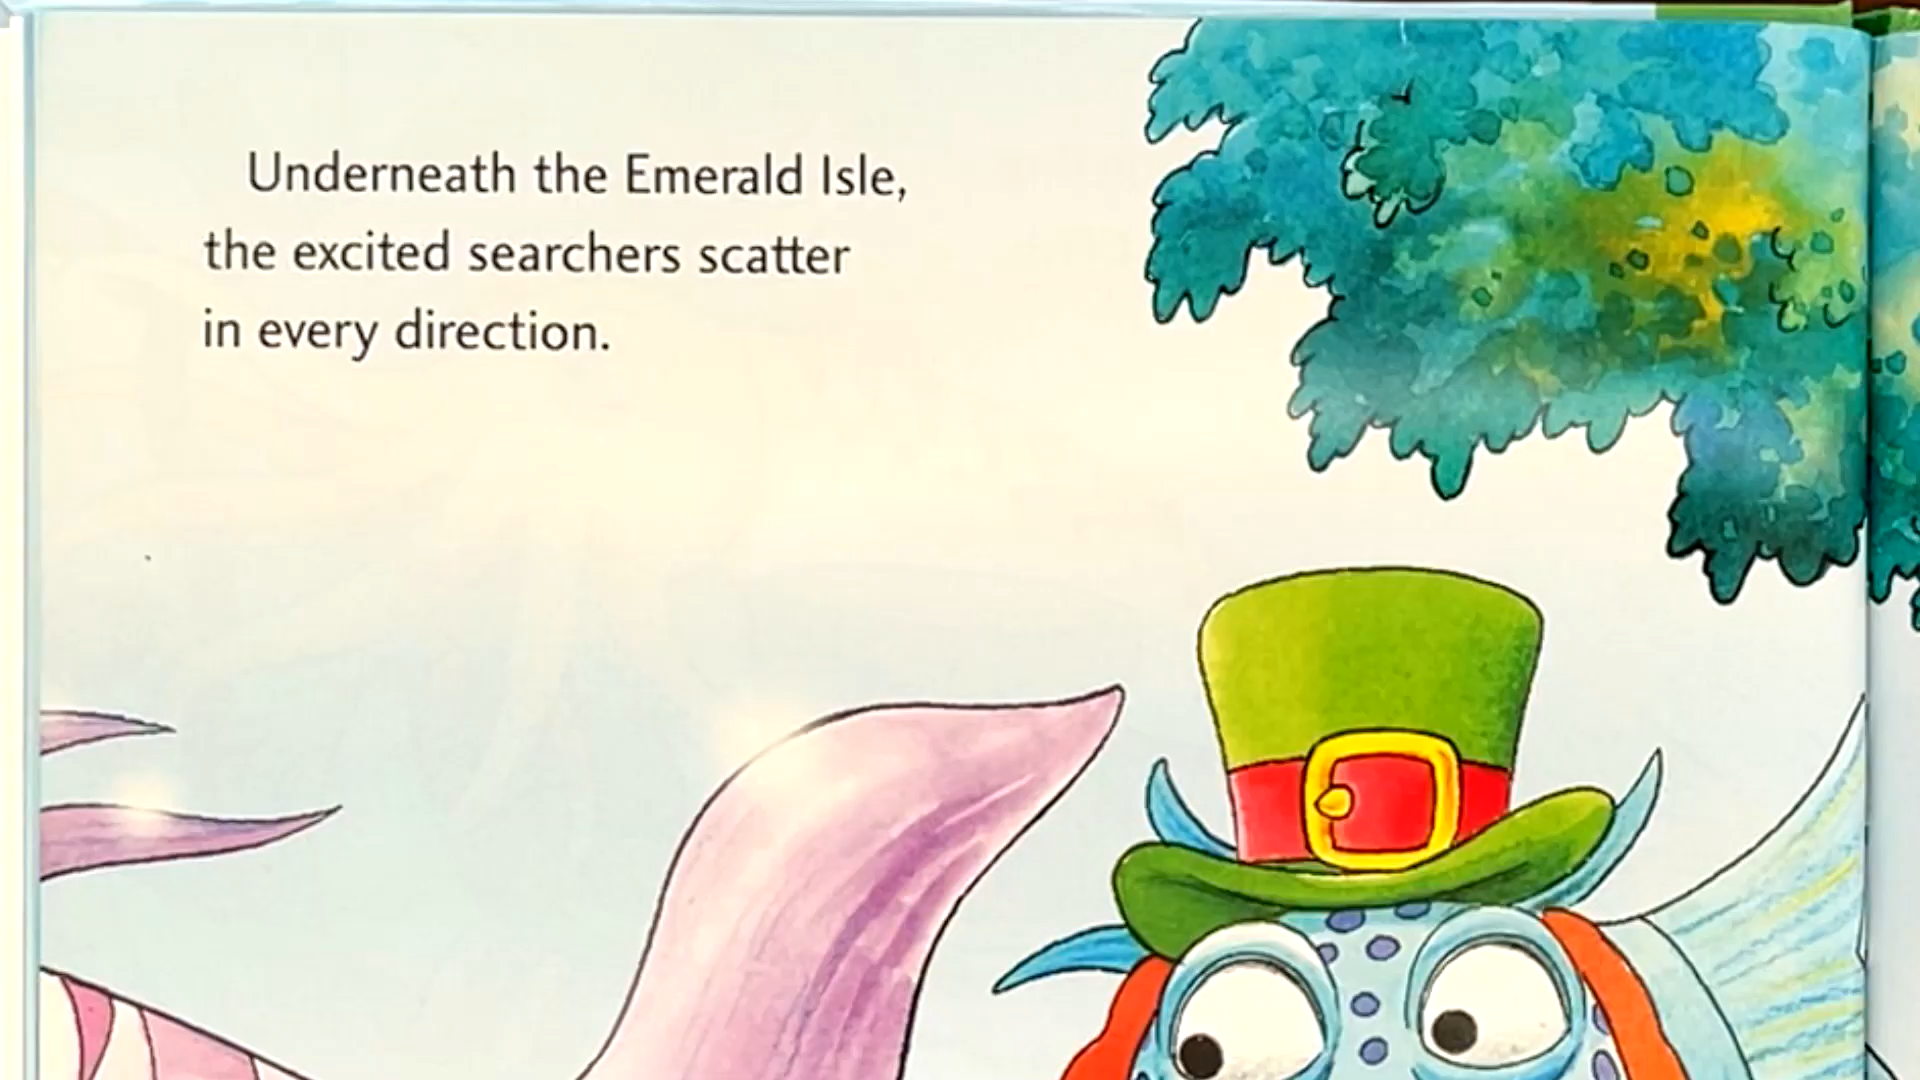 Underneath the Emerald Isle,
the excited searchers scatter
in every direction.